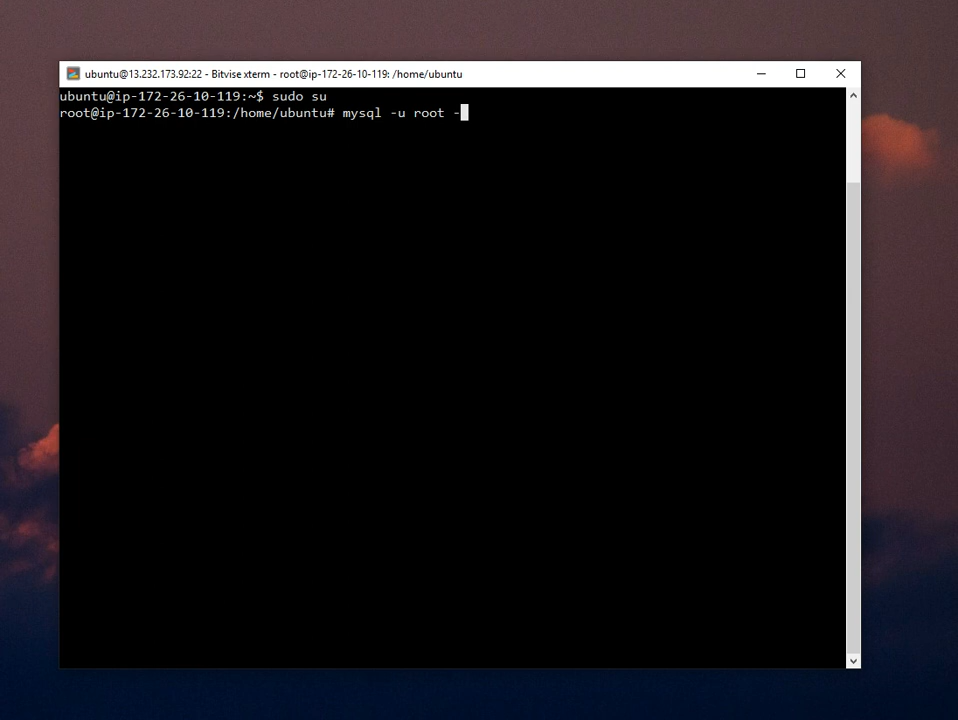 ubuntu@13.232.173.92:22 - Bitvise xterm - root@ip-172-26-10-119: /home/ubuntu
ubuntu@ip-172-26-10-119:~$ sudo su
root@ip-172-26-10-119:/home/ubuntu# mysql -u root -